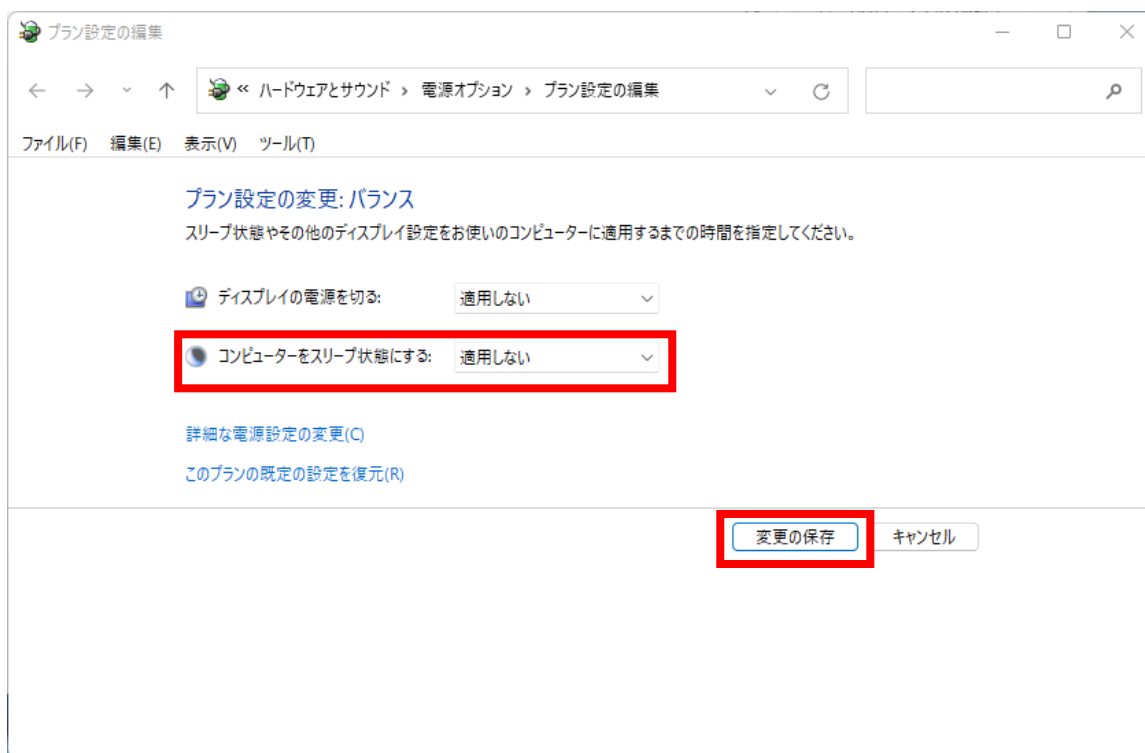 プラン設定の編集
« ハードウェアとサウンド › 電源オプション › プラン設定の編集
ファイル(F) 編集(E) 表示(V) ツール(T)
プラン設定の変更: バランス
スリープ状態やその他のディスプレイ設定をお使いのコンピューターに適用するまでの時間を指定してください。
ディスプレイの電源を切る: 適用しない
コンピューターをスリープ状態にする: 適用しない
詳細な電源設定の変更(C)
このプランの既定の設定を復元(R)
変更の保存 キャンセル